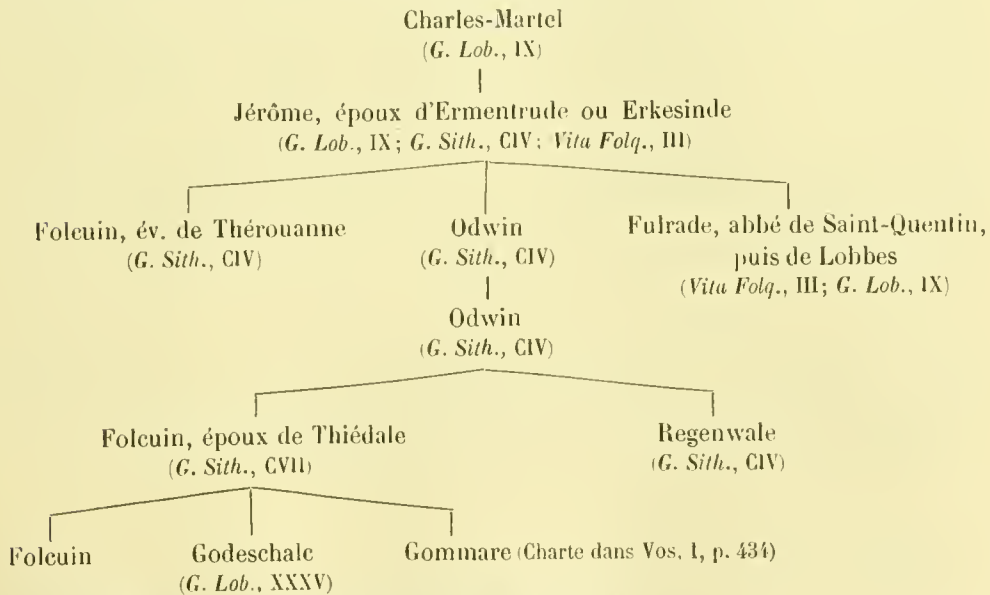 Charles-Martel
(G. Lob., IX)
Jérôme, époux d'Ermentrude ou Erkesinde
(G. Lob., IX; G. Sith., CIV; Vita Folq., III)
Folcuin, év. de Thérouanne
(G. Sith., CIV)
Odwin
(G. Sith., CIV)
Fulrade, abbé de Saint-Quentin,
puis de Lobbes
(Vita Folq., III; G. Lob., IX)
Odwin
(G. Sith., CIV)
Folcuin, époux de Thiédale
(G. Sith., CVII)
Regenwale
(G. Sith., CIV)
Folcuin
Godeschalc
(G. Lob., XXXV)
Gommare (Charte dans Vos, I, p. 434)